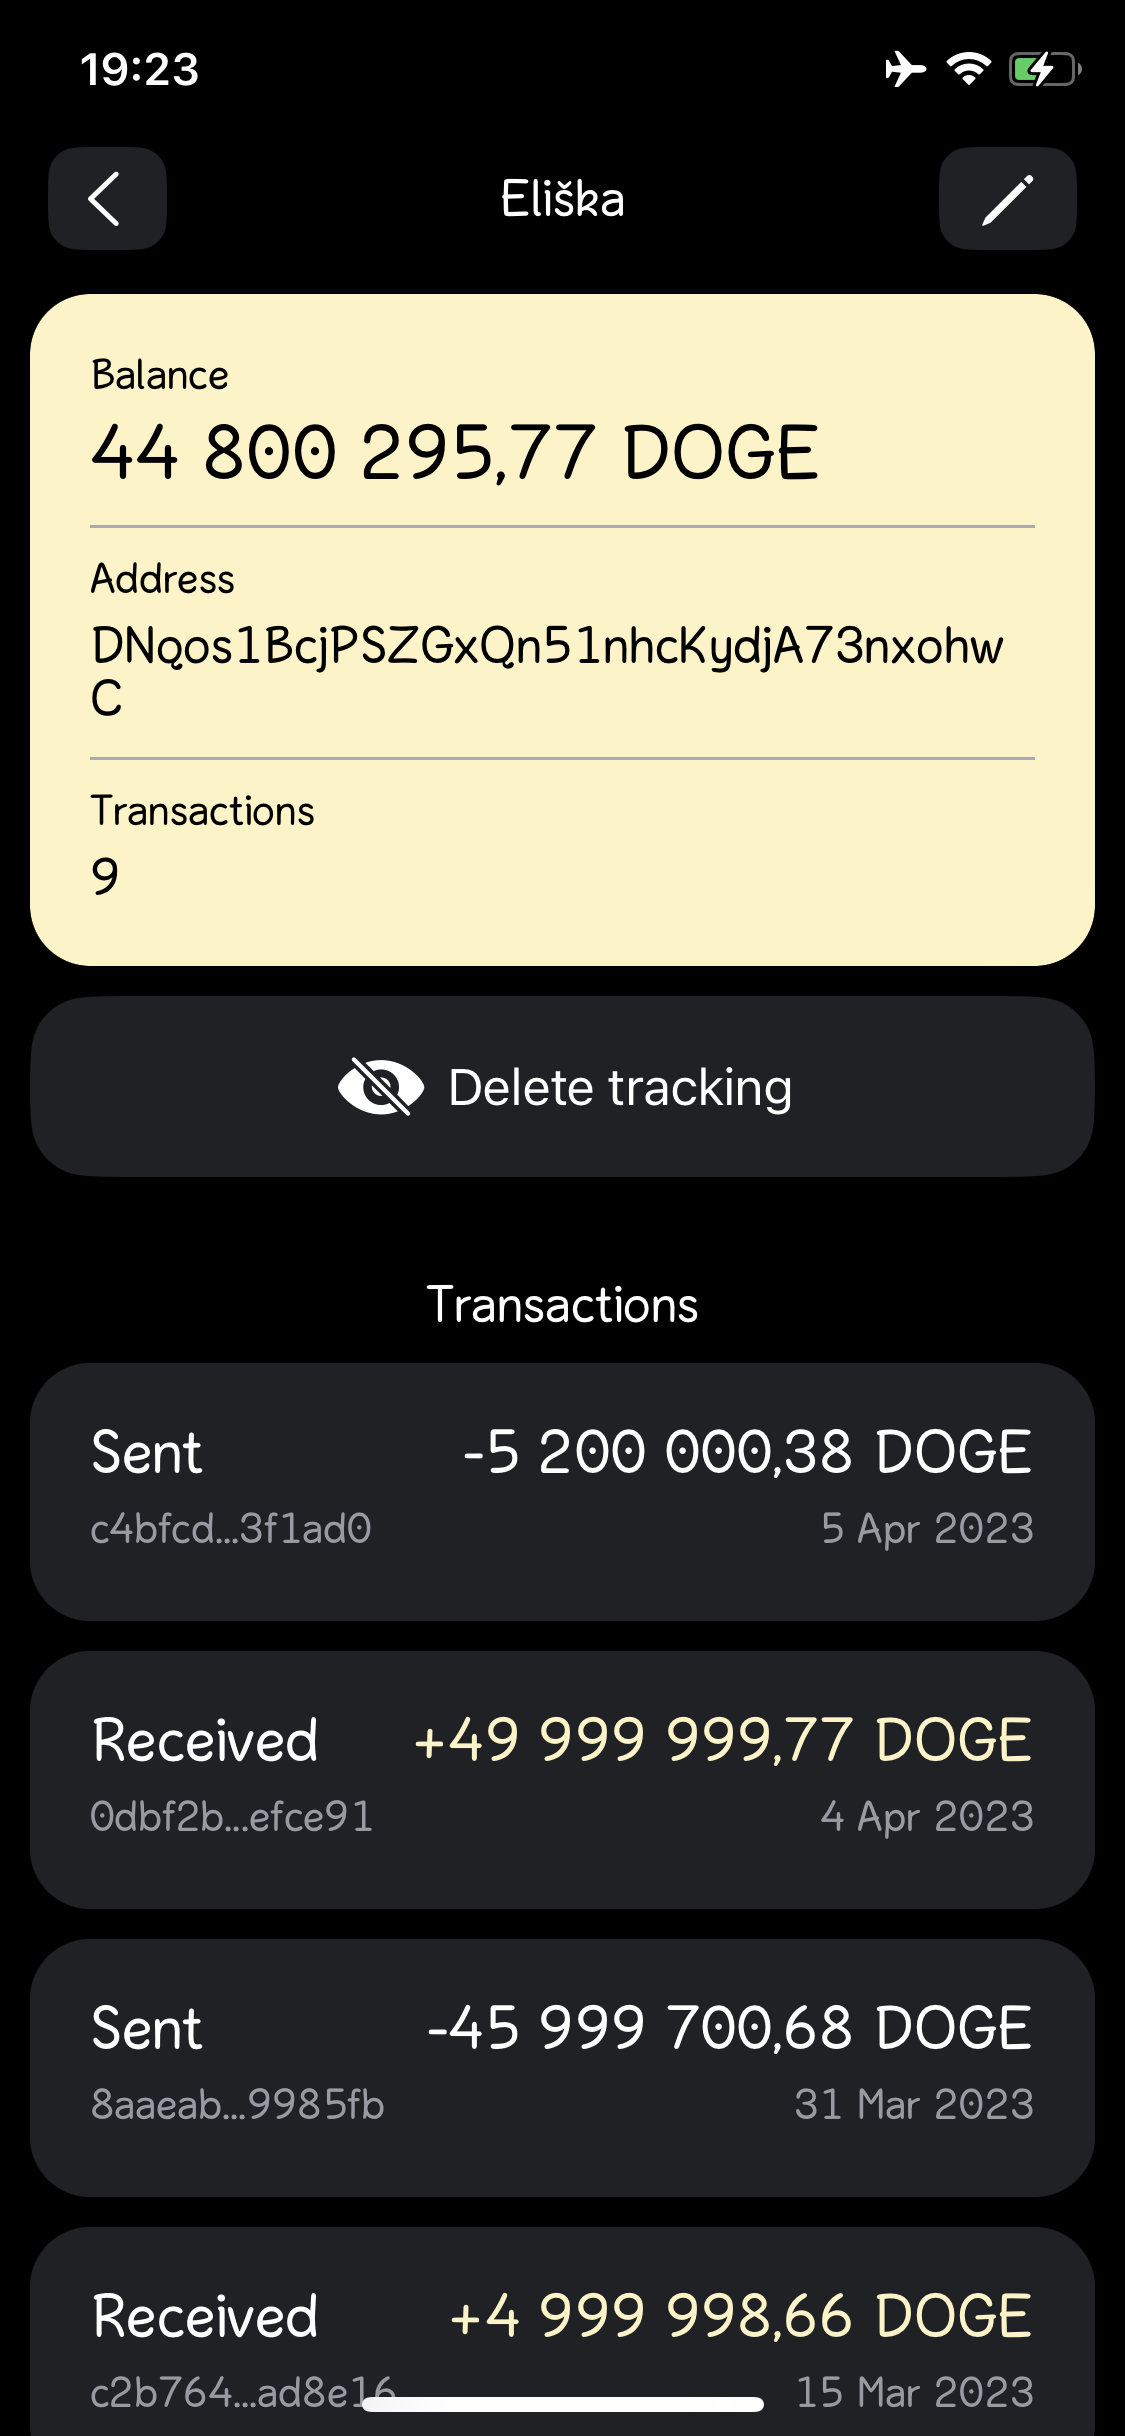 19:23
Eliška
Balance
44 800 295,77 DOGE
Address
DNqos1BcjPSZGxQn51nhcKydjA73nxohw
C
Transactions
9
Delete tracking
Transactions
Sent -5 200 000,38 DOGE
c4bfcd...3f1ad0 5 Apr 2023
Received +49 999 999,77 DOGE
0dbf2b...efce91 4 Apr 2023
Sent -45 999 700,68 DOGE
8aaeab...9985fb 31 Mar 2023
Received +4 999 998,66 DOGE
c2b764...ad8e16 15 Mar 2023